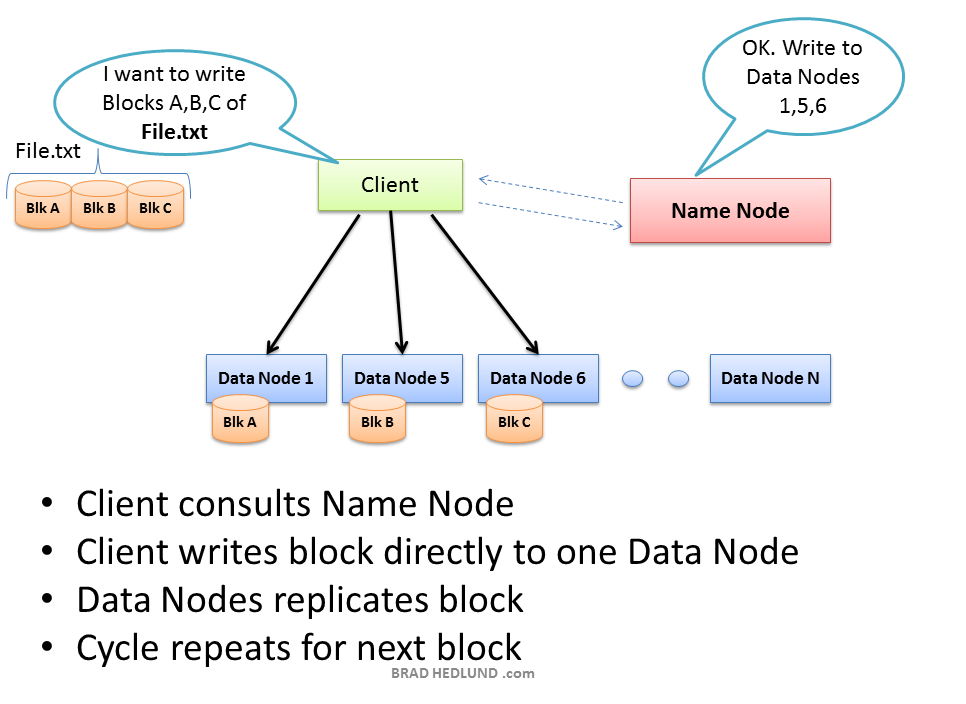 I want to write
Blocks A,B,C of
File.txt
OK. Write to
Data Nodes
1,5,6
File.txt
Blk A
Blk B
Blk C
Client
Name Node
Data Node 1
Data Node 5
Data Node 6
Data Node N
Blk A
Blk B
Blk C
• Client consults Name Node
• Client writes block directly to one Data Node
• Data Nodes replicates block
• Cycle repeats for next block
BRAD HEDLUND .com